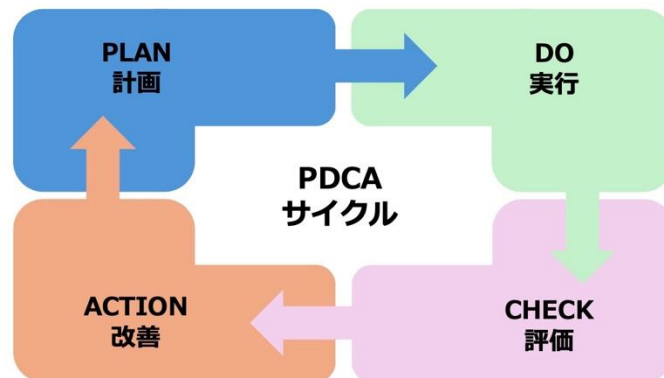 PLAN
計画
DO
実行
PDCA
サイクル
ACTION
改善
CHECK
評価